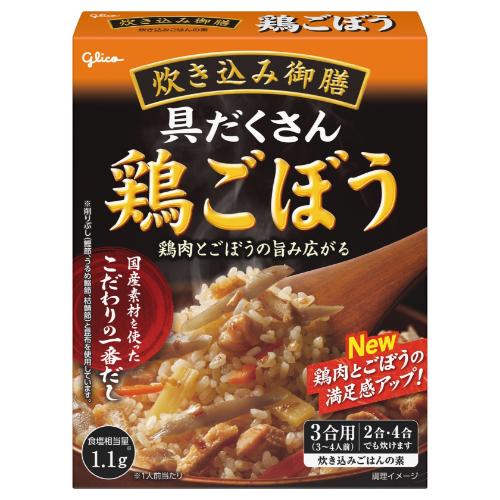 鶏ごぼう
glico
炊き込みごはんの素
炊き込み御膳
具だくさん
鶏ごぼう
鶏肉とごぼうの旨み広がる
国産素材を使った
こだわりの一番だし
※削りぶし(鰹節、うるめ鰯節、枯鯖節)と昆布を使用しています。
New
鶏肉とごぼうの
満足感アップ!
3合用
(3～4人前)
2合・4合
でも炊けます
炊き込みごはんの素
食塩相当量※
1.1g
※1人前当たり
調理イメージ